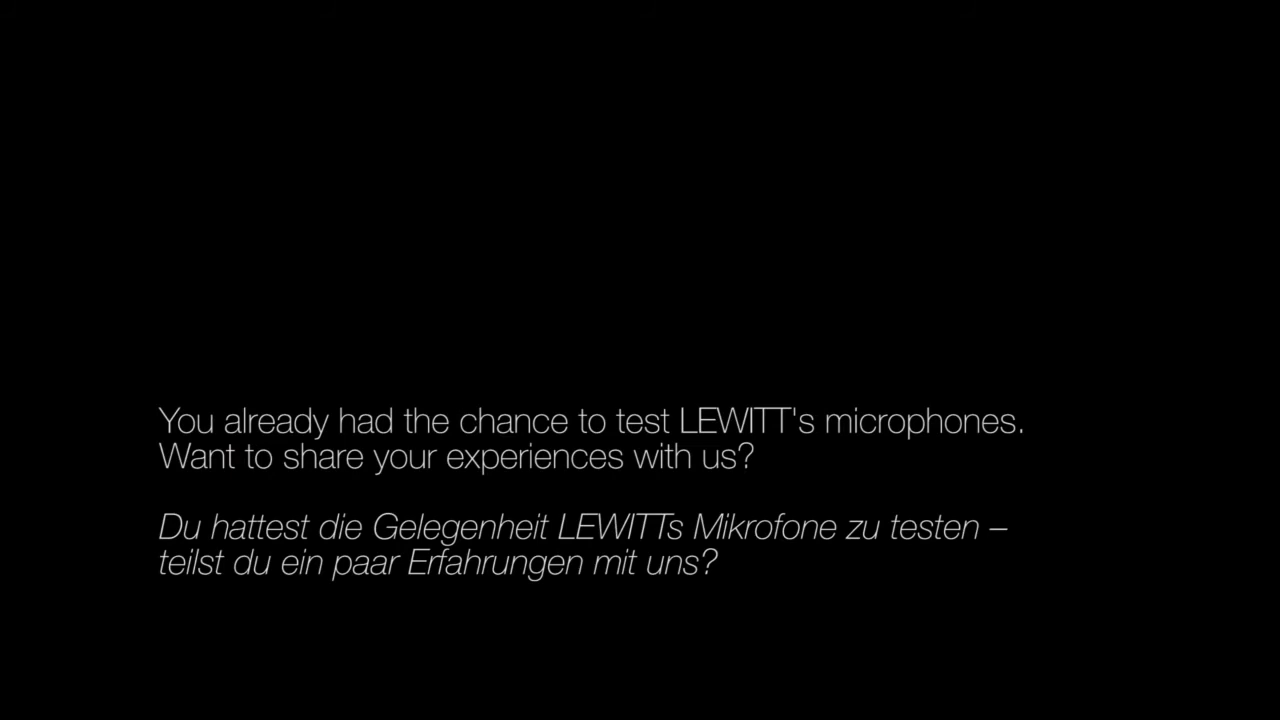 You already had the chance to test LEWITT's microphones.
Want to share your experiences with us?
Du hattest die Gelegenheit LEWITTs Mikrofone zu testen –
teilst du ein paar Erfahrungen mit uns?